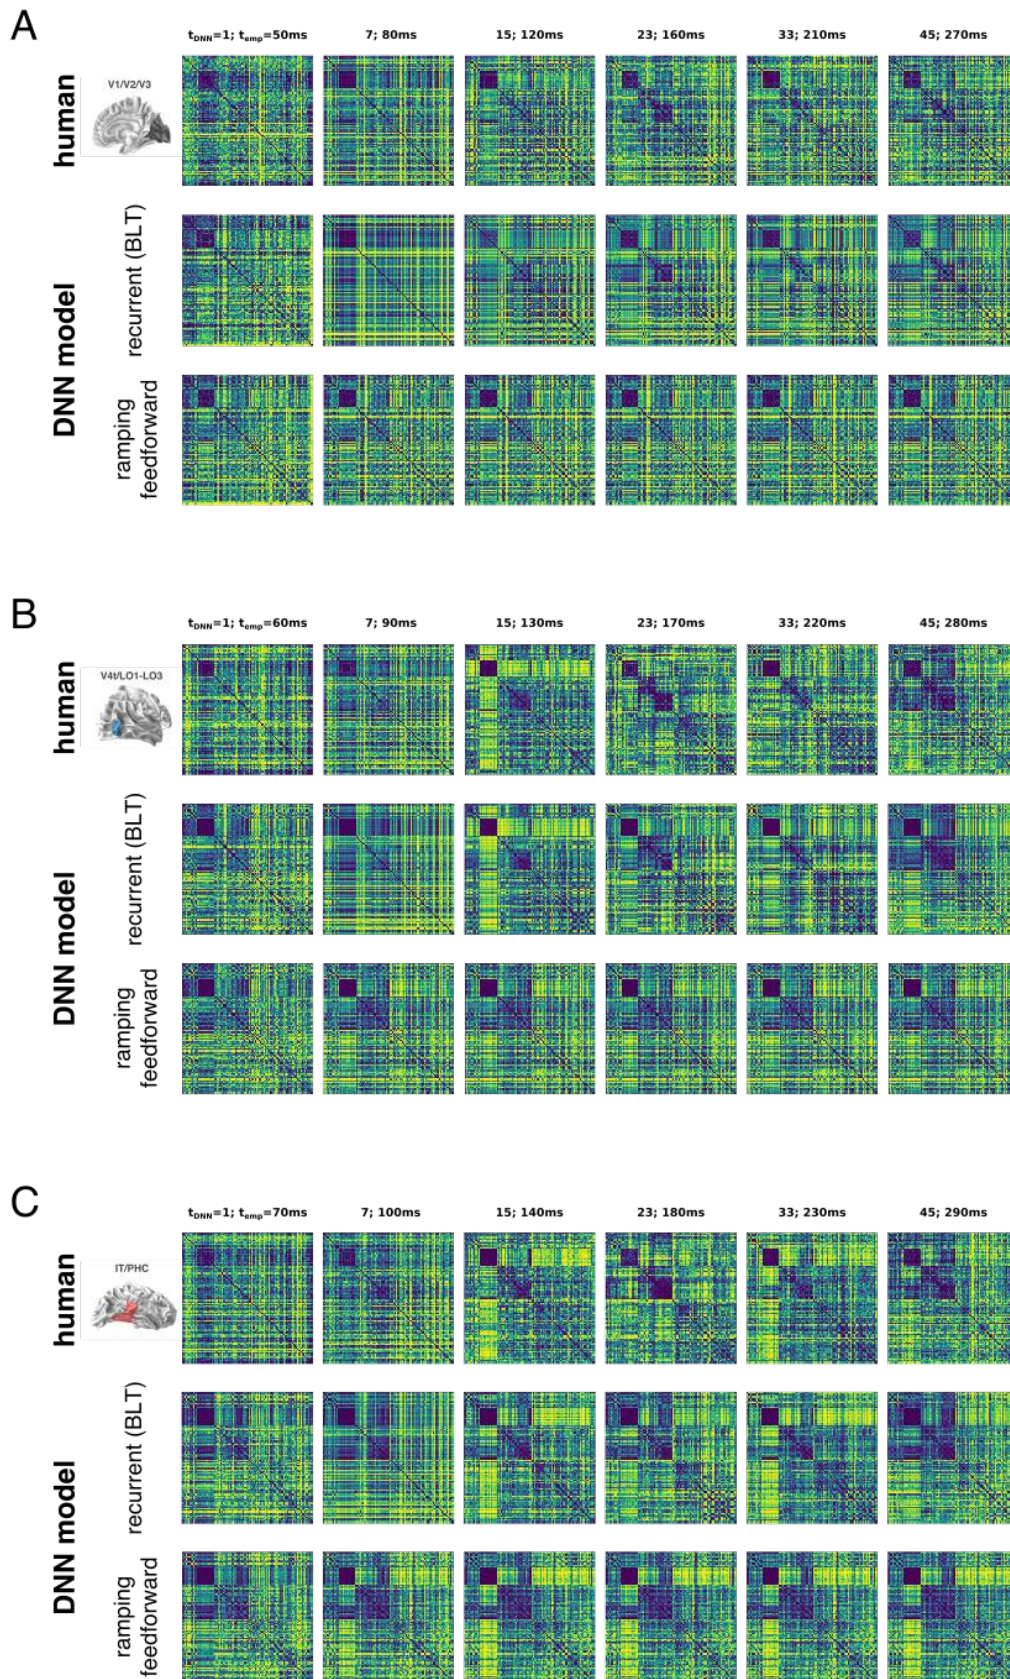 A
t_DNN=1; t_emp=50ms 7; 80ms 15; 120ms 23; 160ms 33; 210ms 45; 270ms
human
V1/V2/V3
DNN model
recurrent (BLT)
ramping
feedforward
B
t_DNN=1; t_emp=60ms 7; 90ms 15; 130ms 23; 170ms 33; 220ms 45; 280ms
human
V4t/LO1-LO3
DNN model
recurrent (BLT)
ramping
feedforward
C
t_DNN=1; t_emp=70ms 7; 100ms 15; 140ms 23; 180ms 33; 230ms 45; 290ms
human
IT/PHC
DNN model
recurrent (BLT)
ramping
feedforward